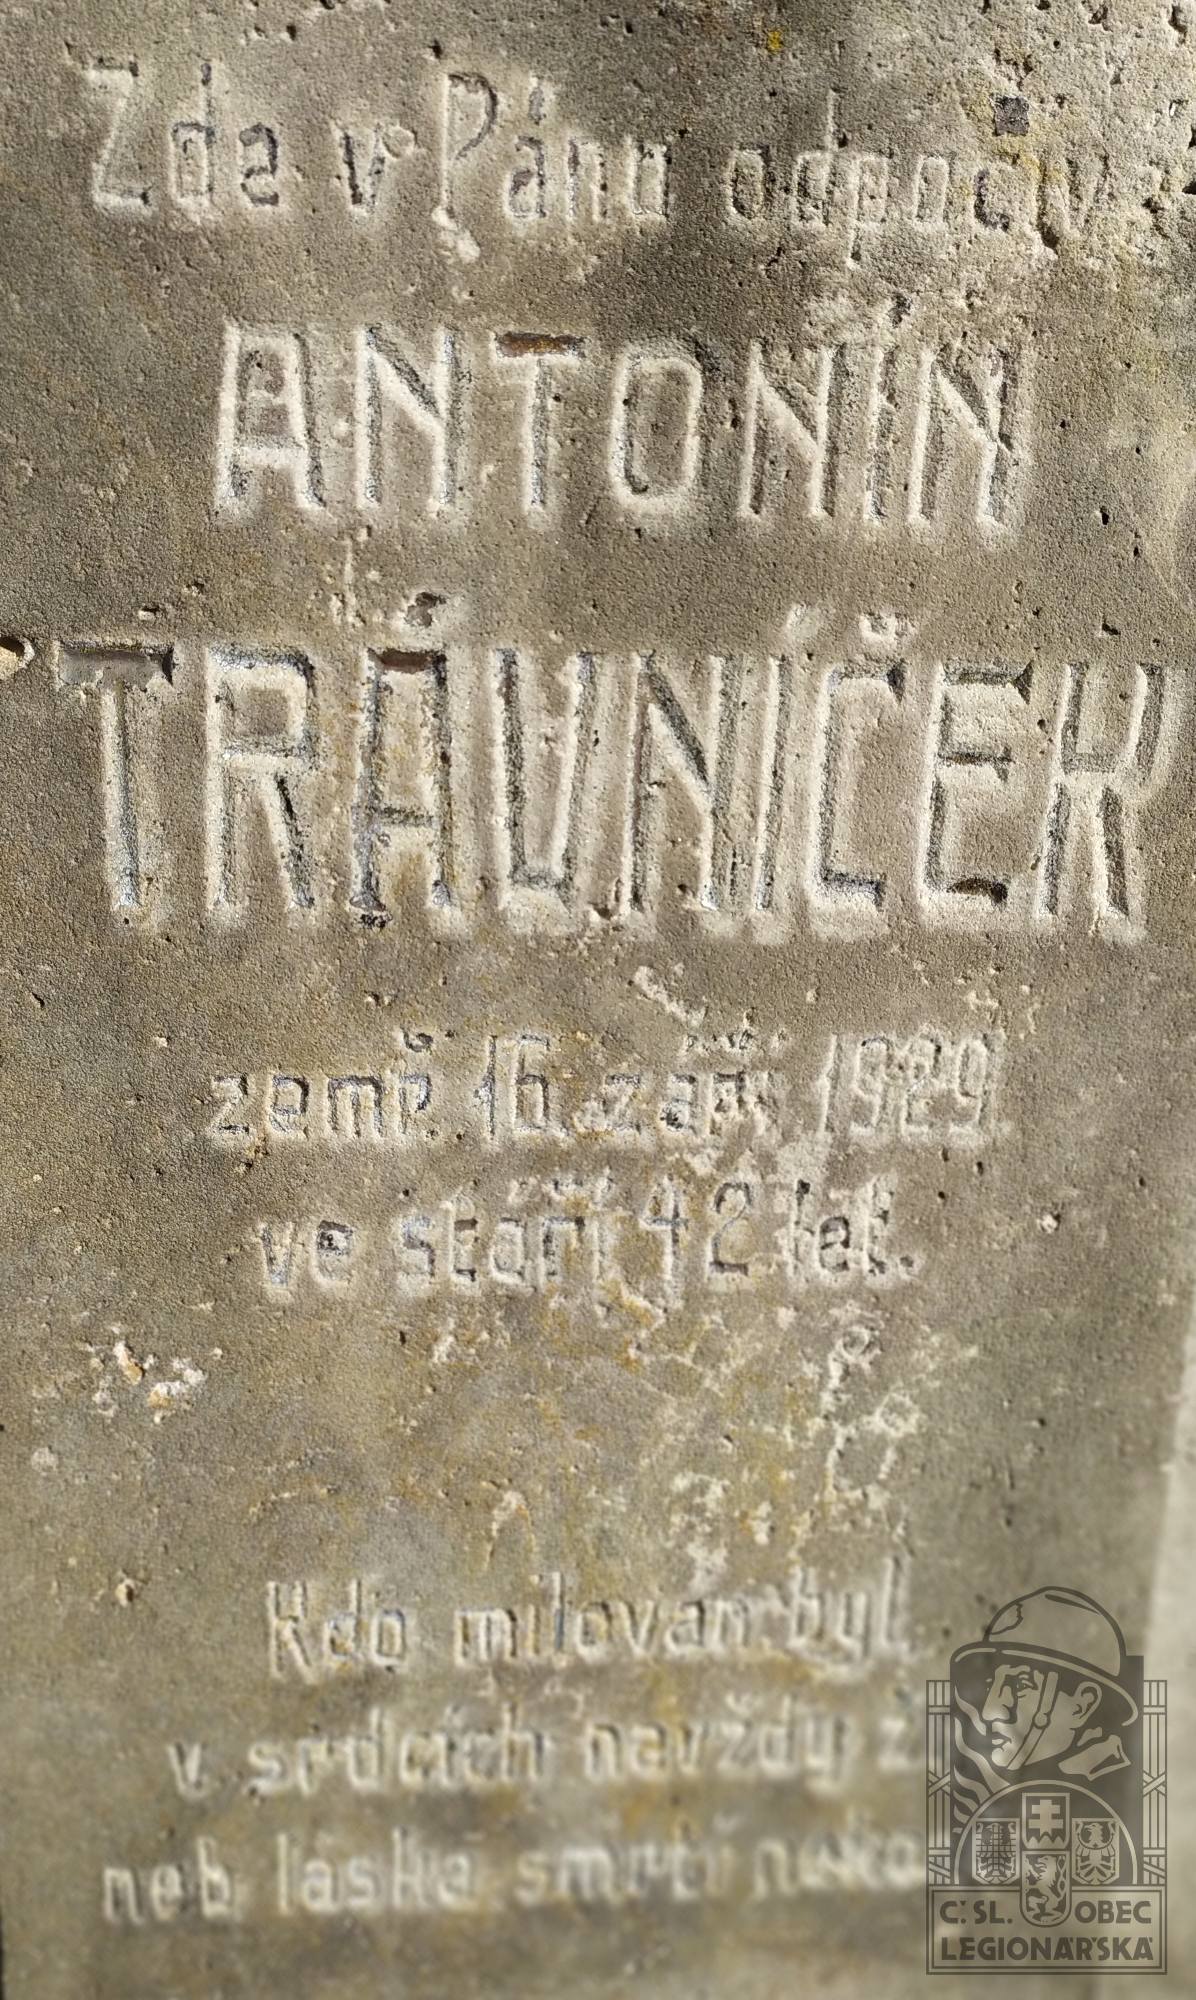 Zde v Pánu odpočívá
ANTONÍN
TRÁVNÍČEK
zemř. 16. září 1929
ve stáří 42 let.
Kdo milován byl,
v srdcích navždy
neb láska smrtí
Č. SL. OBEC
LEGIONÁŘSKÁ